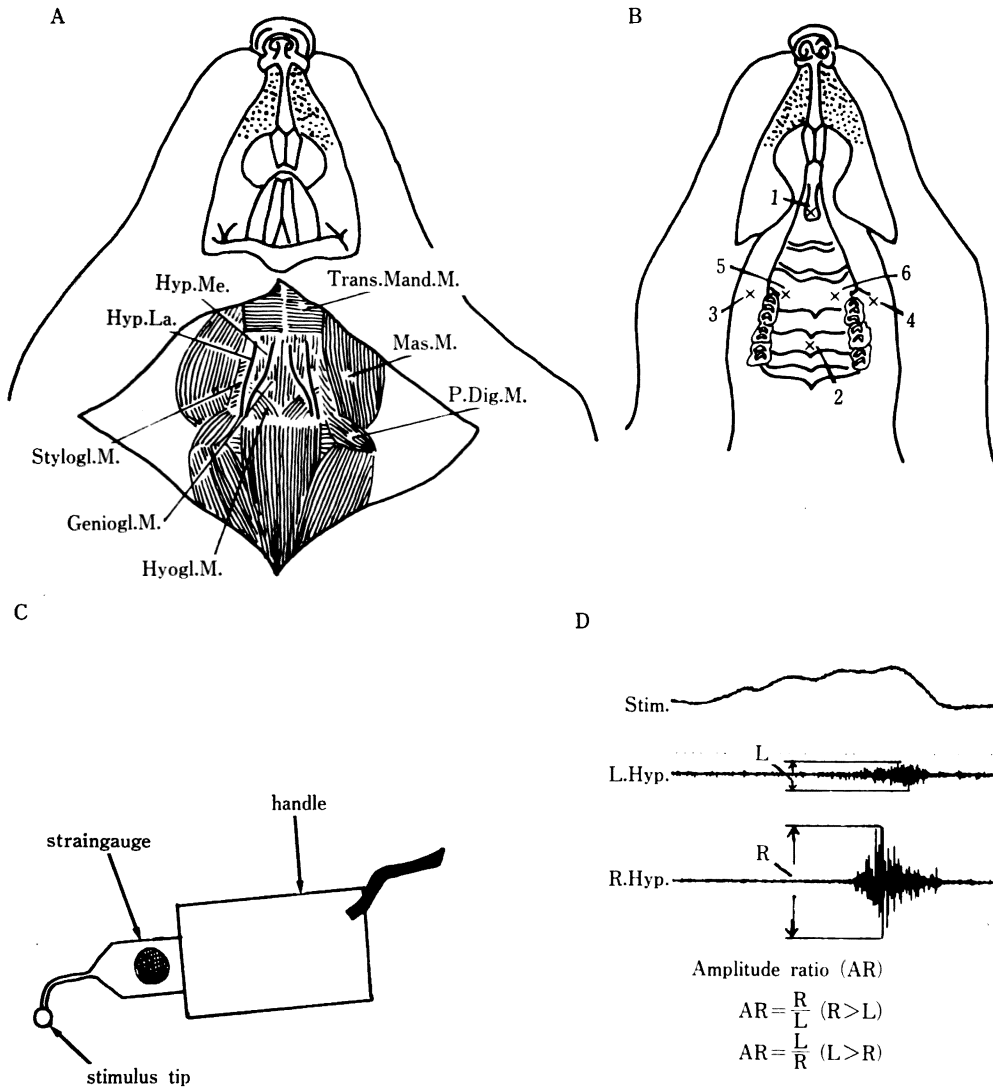 A
Hyp.Me.
Trans.Mand.M.
Hyp.La.
Mas.M.
P.Dig.M.
Stylogl.M.
Geniogl.M.
Hyogl.M.
B
1
5
6
3
4
2
C
handle
straingauge
stimulus tip
D
Stim.
L
L.Hyp.
R
R.Hyp.
Amplitude ratio (AR)
AR=R/L (R>L)
AR=L/R (L>R)